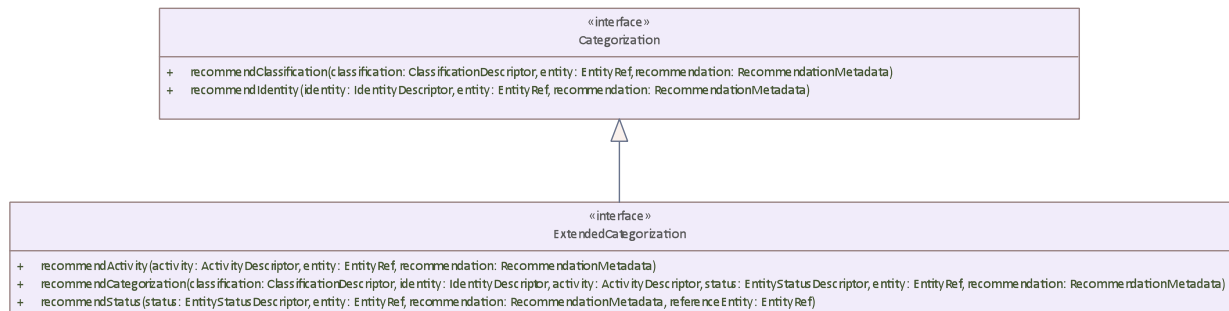 «interface»
Categorization
+ recommendClassification(classification: ClassificationDescriptor, entity: EntityRef, recommendation: RecommendationMetadata)
+ recommendIdentity(identity: IdentityDescriptor, entity: EntityRef, recommendation: RecommendationMetadata)
«interface»
ExtendedCategorization
+ recommendActivity(activity: ActivityDescriptor, entity: EntityRef, recommendation: RecommendationMetadata)
+ recommendCategorization(classification: ClassificationDescriptor, identity: IdentityDescriptor, activity: ActivityDescriptor, status: EntityStatusDescriptor, entity: EntityRef, recommendation: RecommendationMetadata)
+ recommendStatus(status: EntityStatusDescriptor, entity: EntityRef, recommendation: RecommendationMetadata, referenceEntity: EntityRef)